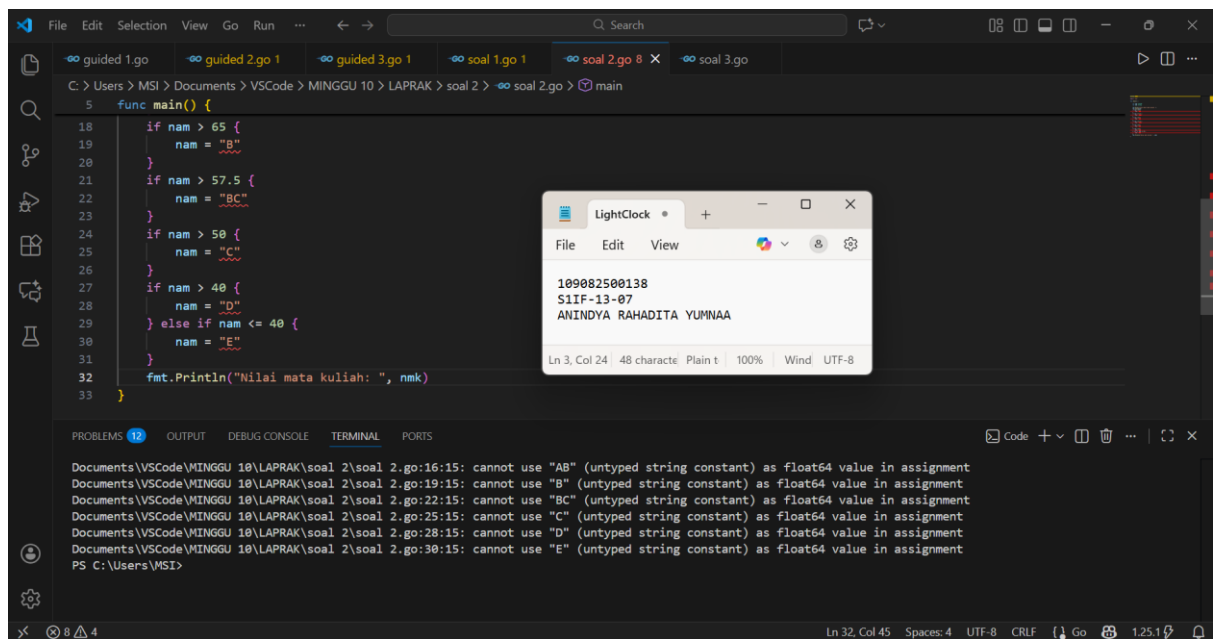 File Edit Selection View Go Run ··· Search
guided 1.go guided 2.go 1 guided 3.go 1 soal 1.go 1 soal 2.go 8 soal 3.go
C: > Users > MSI > Documents > VSCode > MINGGU 10 > LAPRAK > soal 2 > soal 2.go > main
5 func main() {
18 if nam > 65 {
19 nam = "B"
20 }
21 if nam > 57.5 {
22 nam = "BC"
23 }
24 if nam > 50 {
25 nam = "C"
26 }
27 if nam > 40 {
28 nam = "D"
29 } else if nam <= 40 {
30 nam = "E"
31 }
32 fmt.Println("Nilai mata kuliah: ", nmk)
33 }
LightClock
File Edit View
109082500138
S1IF-13-07
ANINDYA RAHADITA YUMNAA
Ln 3, Col 24 48 characte Plain t 100% Wind UTF-8
PROBLEMS 12 OUTPUT DEBUG CONSOLE TERMINAL PORTS Code
Documents\VSCode\MINGGU 10\LAPRAK\soal 2\soal 2.go:16:15: cannot use "AB" (untyped string constant) as float64 value in assignment
Documents\VSCode\MINGGU 10\LAPRAK\soal 2\soal 2.go:19:15: cannot use "B" (untyped string constant) as float64 value in assignment
Documents\VSCode\MINGGU 10\LAPRAK\soal 2\soal 2.go:22:15: cannot use "BC" (untyped string constant) as float64 value in assignment
Documents\VSCode\MINGGU 10\LAPRAK\soal 2\soal 2.go:25:15: cannot use "C" (untyped string constant) as float64 value in assignment
Documents\VSCode\MINGGU 10\LAPRAK\soal 2\soal 2.go:28:15: cannot use "D" (untyped string constant) as float64 value in assignment
Documents\VSCode\MINGGU 10\LAPRAK\soal 2\soal 2.go:30:15: cannot use "E" (untyped string constant) as float64 value in assignment
PS C:\Users\MSI>
8 4 Ln 32, Col 45 Spaces: 4 UTF-8 CRLF Go 1.25.1